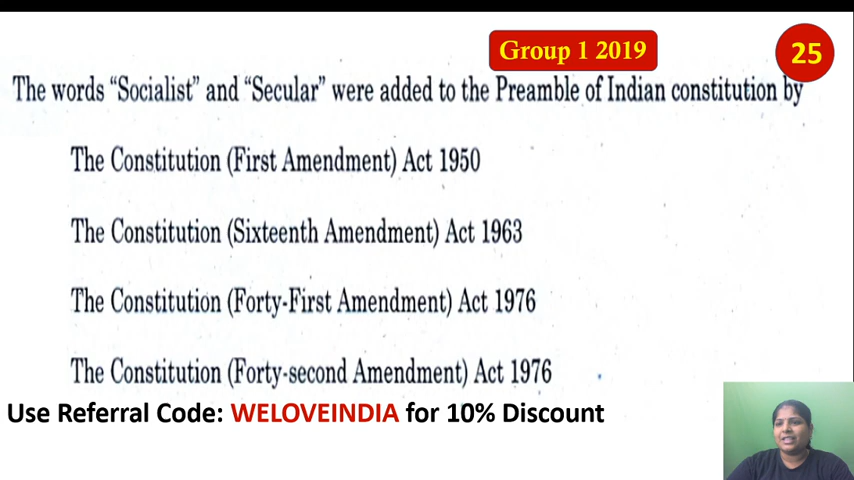 Group 1 2019
25
The words “Socialist” and “Secular” were added to the Preamble of Indian constitution by
The Constitution (First Amendment) Act 1950
The Constitution (Sixteenth Amendment) Act 1963
The Constitution (Forty-First Amendment) Act 1976
The Constitution (Forty-second Amendment) Act 1976
Use Referral Code: WELOVEINDIA for 10% Discount